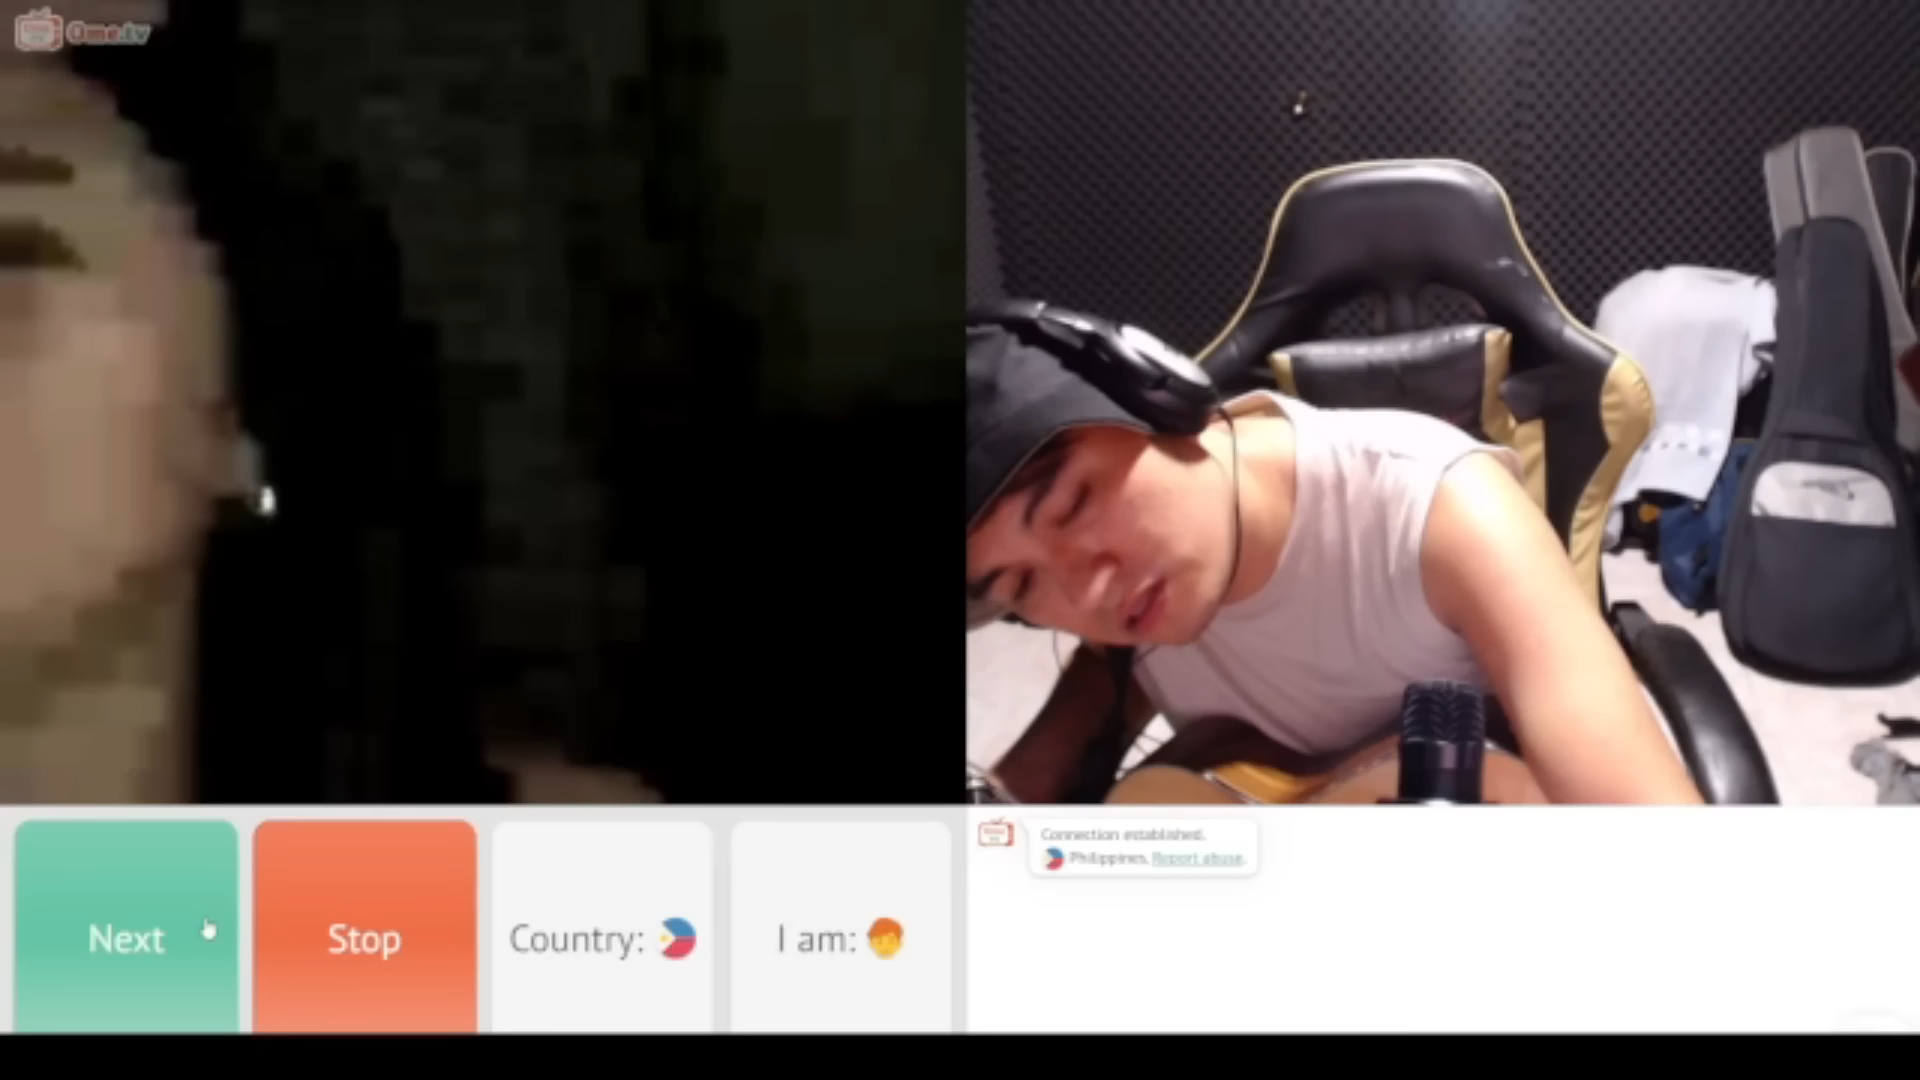 Ome.tv
Connection established.
Philippines. Report abuse.
Next
Stop
Country:
I am: